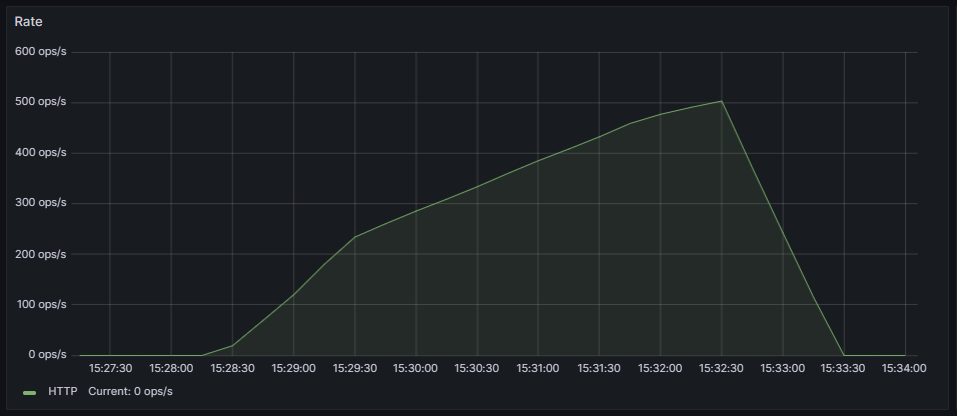 Rate
600 ops/s
500 ops/s
400 ops/s
300 ops/s
200 ops/s
100 ops/s
0 ops/s
15:27:30 15:28:00 15:28:30 15:29:00 15:29:30 15:30:00 15:30:30 15:31:00 15:31:30 15:32:00 15:32:30 15:33:00 15:33:30 15:34:00
HTTP Current: 0 ops/s